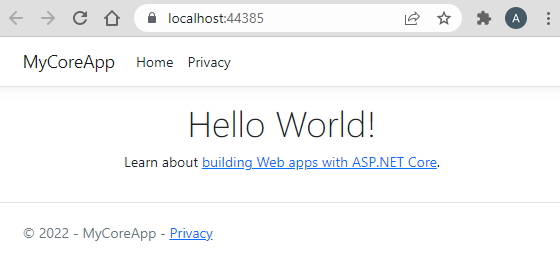 localhost:44385
A
MyCoreApp Home Privacy
Hello World!
Learn about building Web apps with ASP.NET Core.
© 2022 - MyCoreApp - Privacy